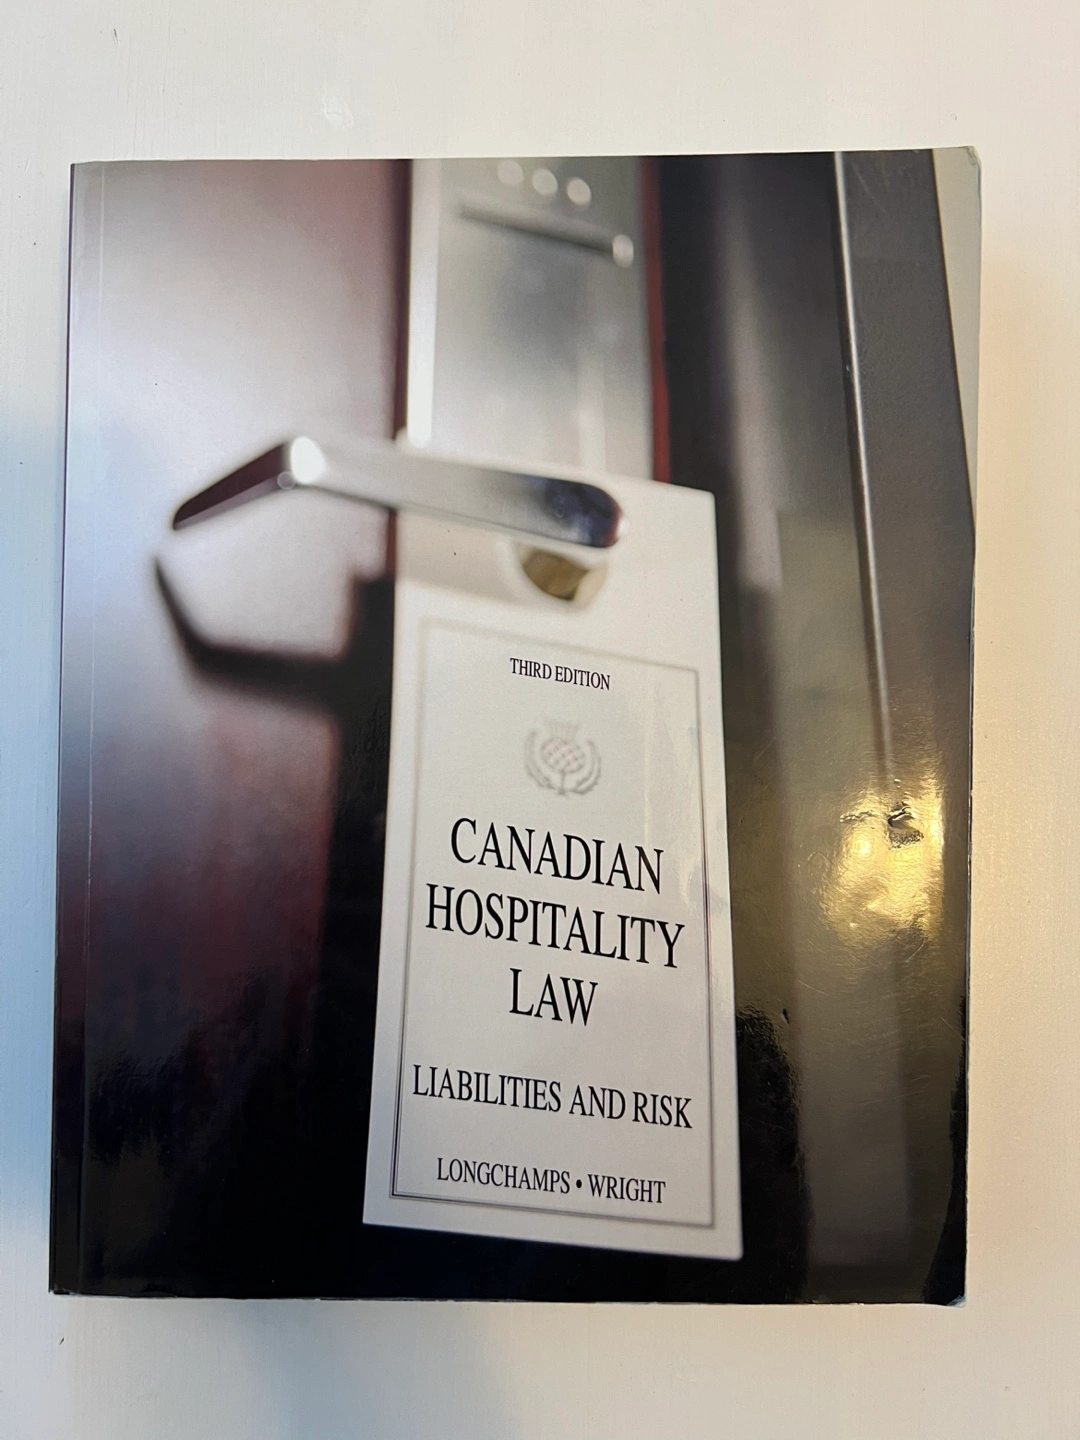 THIRD EDITION
CANADIAN
HOSPITALITY
LAW
LIABILITIES AND RISK
LONGCHAMPS • WRIGHT